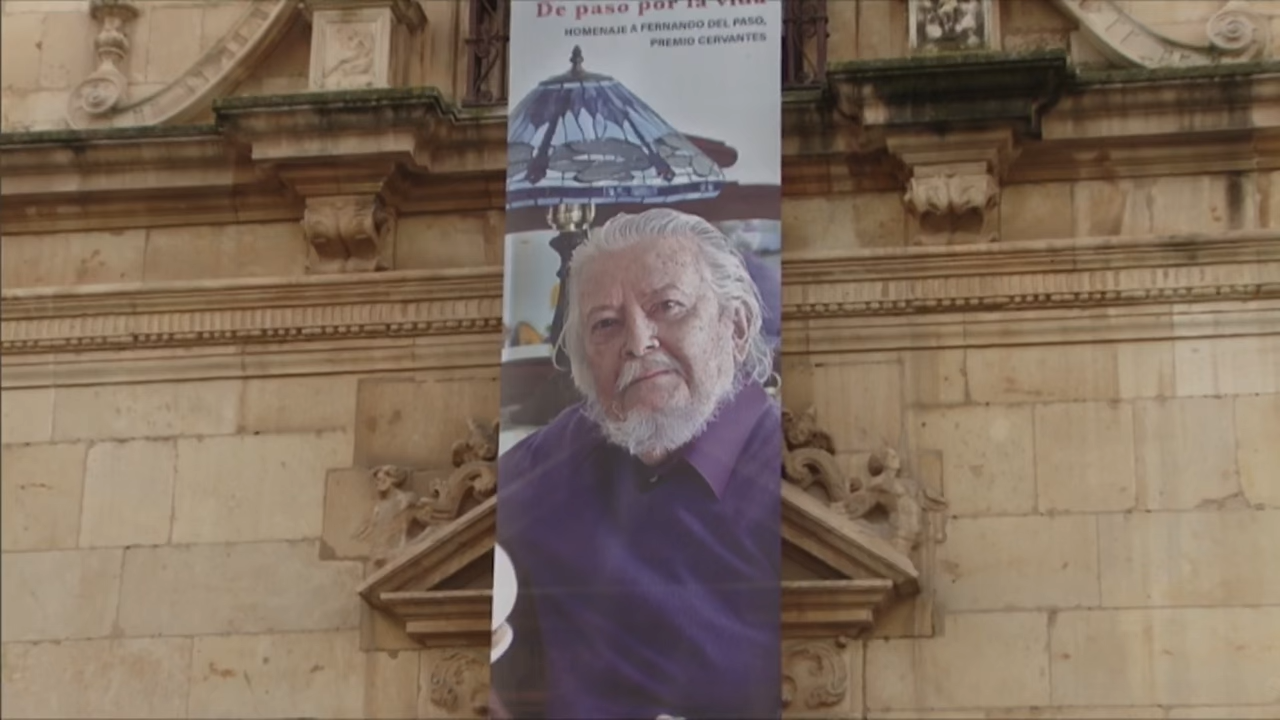 De paso por la vida
HOMENAJE A FERNANDO DEL PASO,
PREMIO CERVANTES